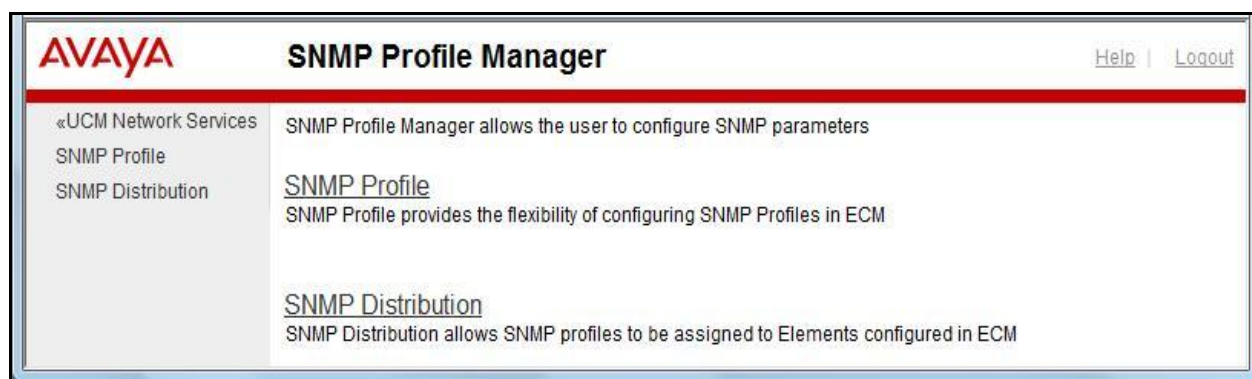 AVAYA
SNMP Profile Manager
Help | Logout
«UCM Network Services
SNMP Profile
SNMP Distribution
SNMP Profile Manager allows the user to configure SNMP parameters
SNMP Profile
SNMP Profile provides the flexibility of configuring SNMP Profiles in ECM
SNMP Distribution
SNMP Distribution allows SNMP profiles to be assigned to Elements configured in ECM